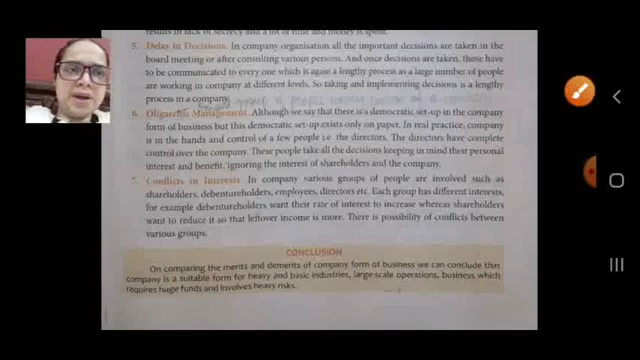 results in lack of secrecy and a lot of time and money is spent.
5. Delay in Decisions. In company organisation all the important decisions are taken in the
board meeting or after consulting various persons. And once decisions are taken, these
have to be communicated to every one which is again a lengthy process as a large number of people
are working in company at different levels. So taking and implementing decisions is a lengthy
process in a company.
6. Oligarchic Management. Although we say that there is a democratic set-up in the company
form of business but this democratic set-up exists only on paper. In real practice, company
is in the hands and control of a few people i.e. the directors. The directors have complete
control over the company. These people take all the decisions keeping in mind their personal
interest and benefit, ignoring the interest of shareholders and the company.
7. Conflicts in Interests. In company various groups of people are involved such as
shareholders, debentureholders, employees, directors etc. Each group has different interests,
for example debentureholders want their rate of interest to increase whereas shareholders
want to reduce it so that leftover income is more. There is possibility of conflicts between
various groups.
CONCLUSION
On comparing the merits and demerits of company form of business we can conclude that
company is a suitable form for heavy and basic industries, large scale operations, business which
requires huge funds and involves heavy risks.